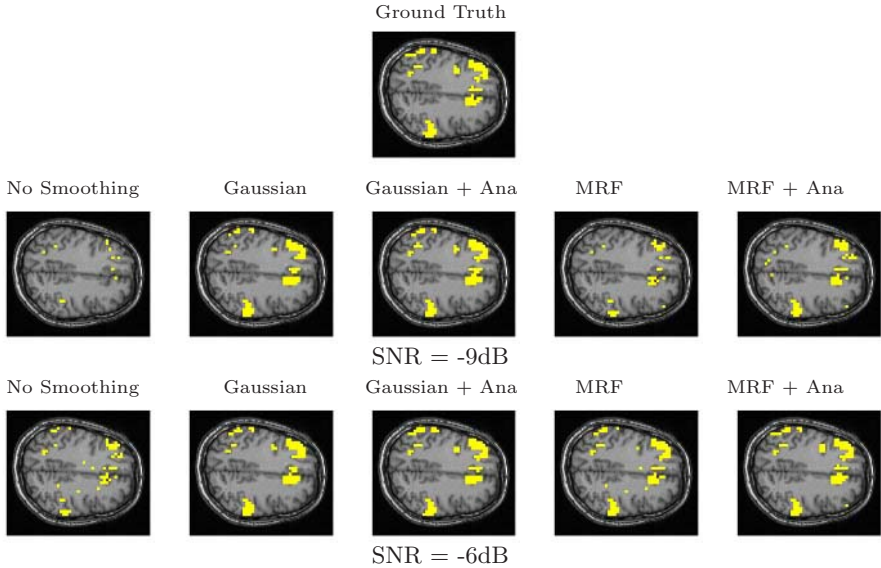 Ground Truth
No Smoothing Gaussian Gaussian + Ana MRF MRF + Ana
SNR = -9dB
No Smoothing Gaussian Gaussian + Ana MRF MRF + Ana
SNR = -6dB